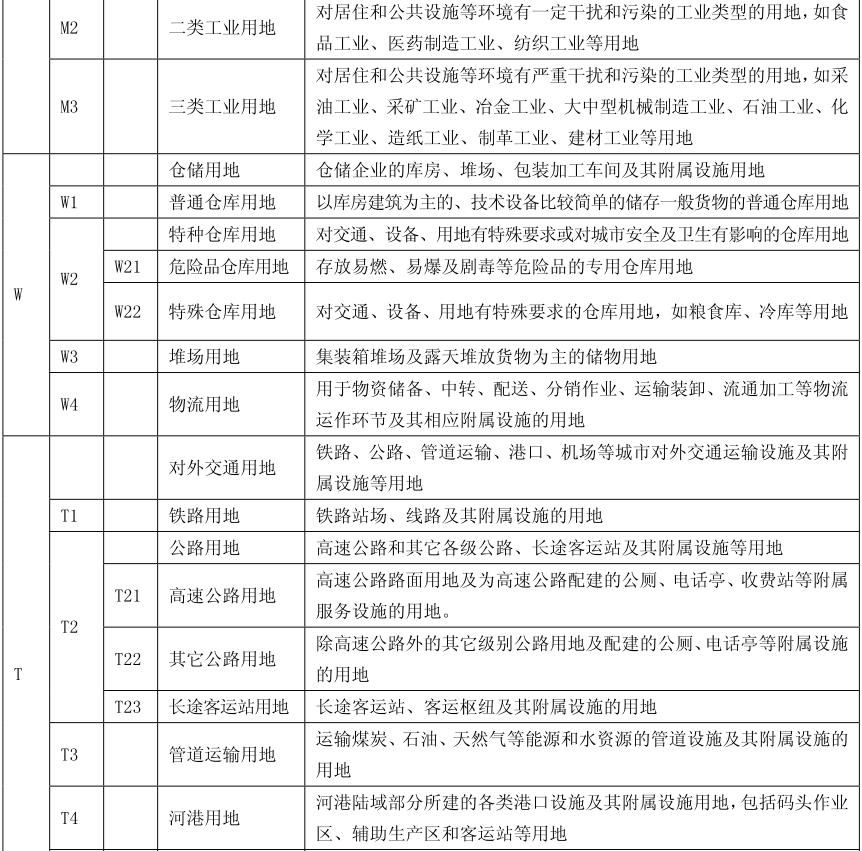 M2 二类工业用地 对居住和公共设施等环境有一定干扰和污染的工业类型的用地，如食
品工业、医药制造工业、纺织工业等用地
M3 三类工业用地 对居住和公共设施等环境有严重干扰和污染的工业类型的用地，如采
油工业、采矿工业、冶金工业、大中型机械制造工业、石油工业、化
学工业、造纸工业、制革工业、建材工业等用地
W
仓储用地 仓储企业的库房、堆场、包装加工车间及其附属设施用地
W1 普通仓库用地 以库房建筑为主的、技术设备比较简单的储存一般货物的普通仓库用地
W2
特种仓库用地 对交通、设备、用地有特殊要求或对城市安全及卫生有影响的仓库用地
W21 危险品仓库用地 存放易燃、易爆及剧毒等危险品的专用仓库用地
W22 特殊仓库用地 对交通、设备、用地有特殊要求的仓库用地，如粮食库、冷库等用地
W3 堆场用地 集装箱堆场及露天堆放货物为主的储物用地
W4 物流用地 用于物资储备、中转、配送、分销作业、运输装卸、流通加工等物流
运作环节及其相应附属设施的用地
T
对外交通用地 铁路、公路、管道运输、港口、机场等城市对外交通运输设施及其附
属设施等用地
T1 铁路用地 铁路站场、线路及其附属设施的用地
T2
公路用地 高速公路和其它各级公路、长途客运站及其附属设施等用地
T21 高速公路用地 高速公路路面用地及为高速公路配建的公厕、电话亭、收费站等附属
服务设施的用地。
T22 其它公路用地 除高速公路外的其它级别公路用地及配建的公厕、电话亭等附属设施
的用地
T23 长途客运站用地 长途客运站、客运枢纽及其附属设施的用地
T3 管道运输用地 运输煤炭、石油、天然气等能源和水资源的管道设施及其附属设施的
用地
T4 河港用地 河港陆域部分所建的各类港口设施及其附属设施用地，包括码头作业
区、辅助生产区和客运站等用地